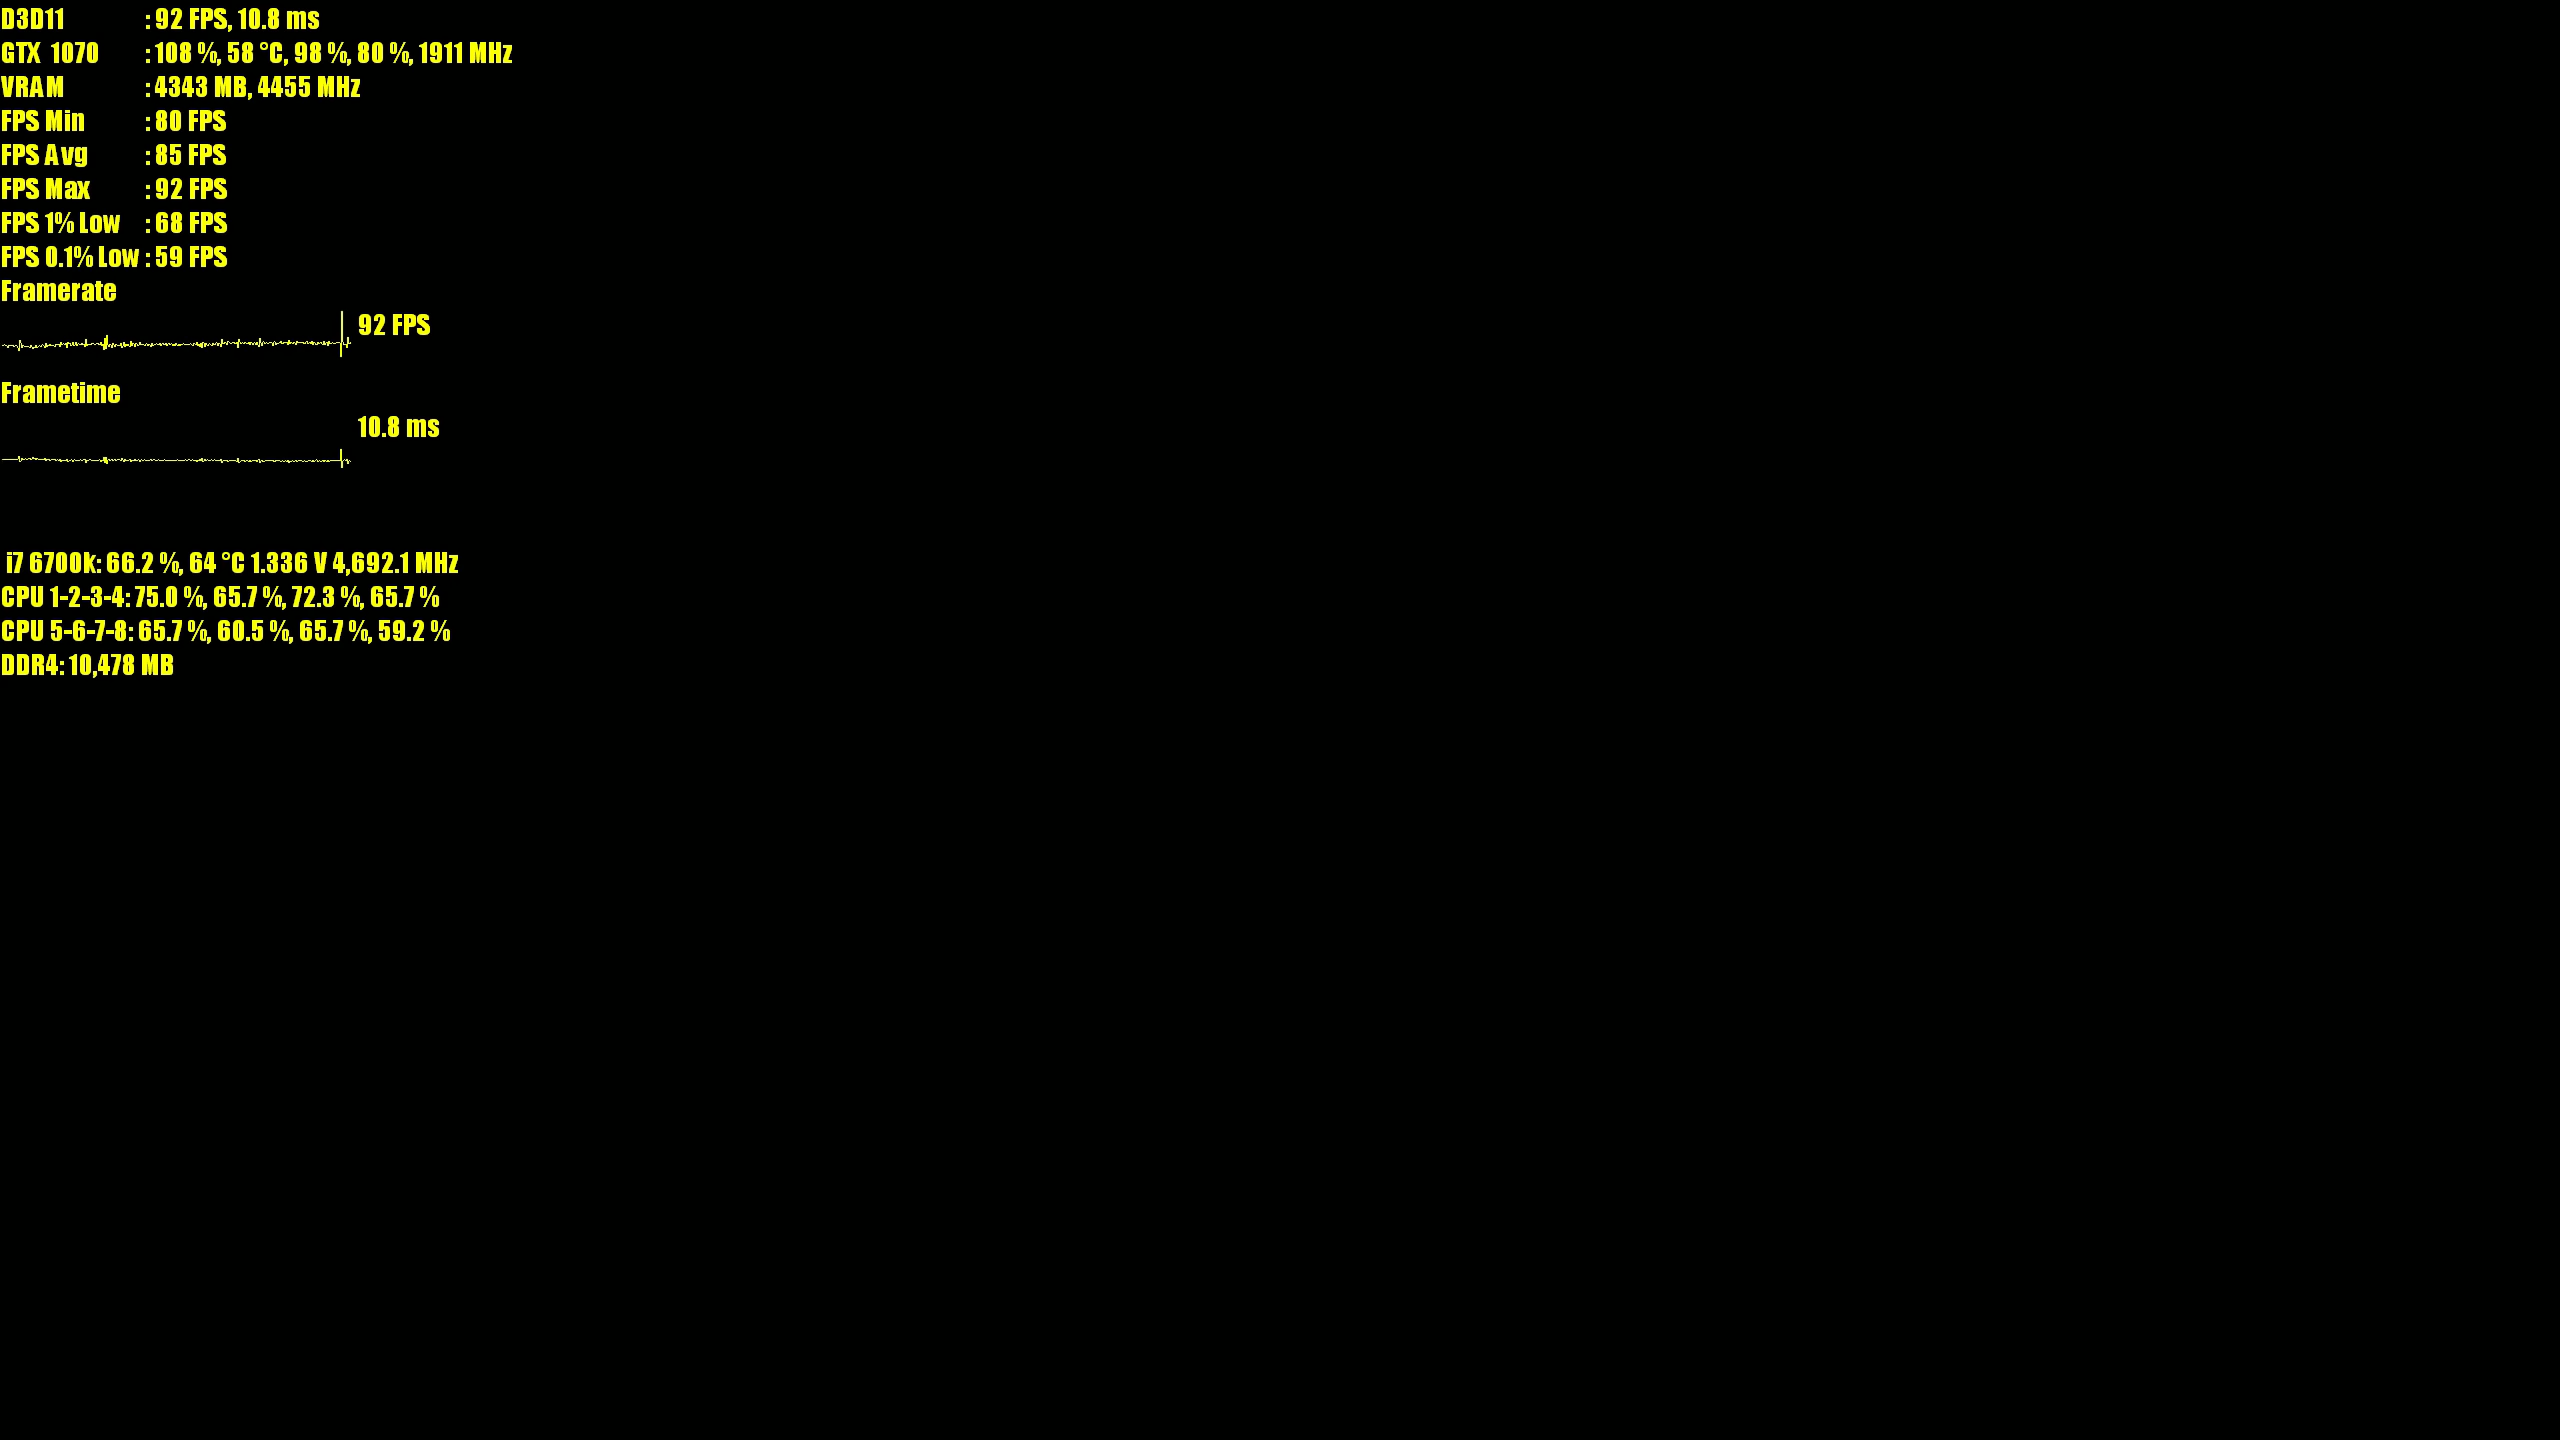 D3D11 : 92 FPS, 10.8 ms
GTX 1070 : 108 %, 58 °C, 98 %, 80 %, 1911 MHz
VRAM : 4343 MB, 4455 MHz
FPS Min : 80 FPS
FPS Avg : 85 FPS
FPS Max : 92 FPS
FPS 1% Low : 68 FPS
FPS 0.1% Low : 59 FPS
Framerate
92 FPS
Frametime
10.8 ms
i7 6700k: 66.2 %, 64 °C 1.336 V 4,692.1 MHz
CPU 1-2-3-4: 75.0 %, 65.7 %, 72.3 %, 65.7 %
CPU 5-6-7-8: 65.7 %, 60.5 %, 65.7 %, 59.2 %
DDR4: 10,478 MB